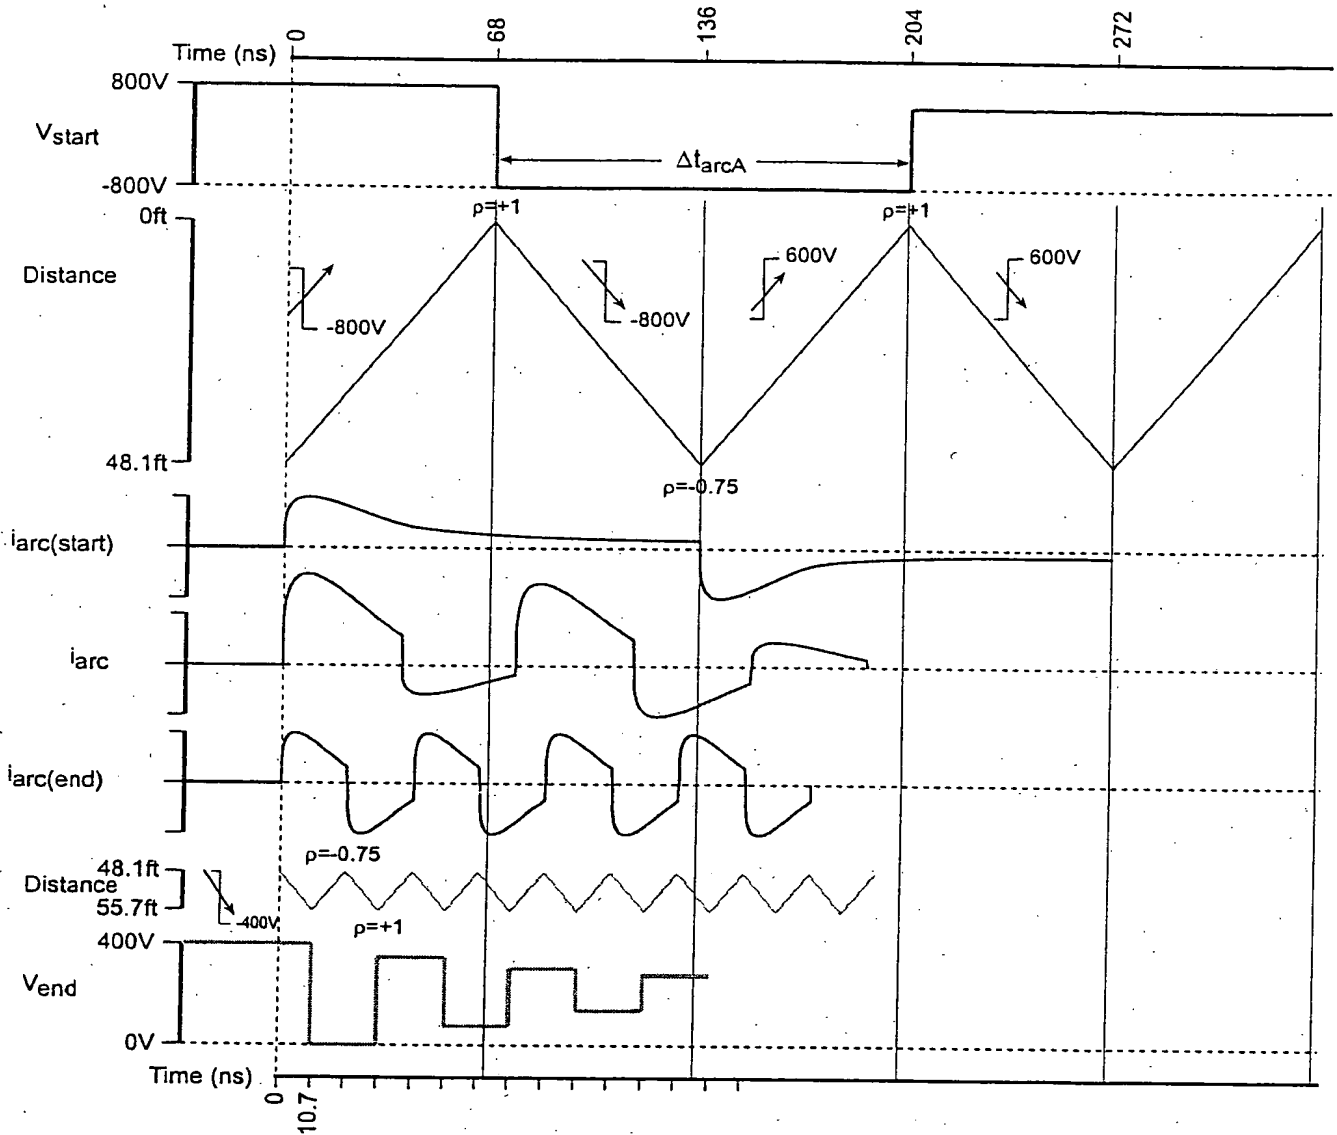 Time (ns) 0 68 136 204 272
800V
Vstart
-800V
ΔtarcA
0ft
ρ=+1
ρ=+1
Distance
-800V
-800V
600V
600V
48.1ft
ρ=-0.75
iarc(start)
iarc
iarc(end)
ρ=-0.75
48.1ft
Distance
55.7ft
-400V
ρ=+1
400V
Vend
0V
Time (ns)
0 10.7